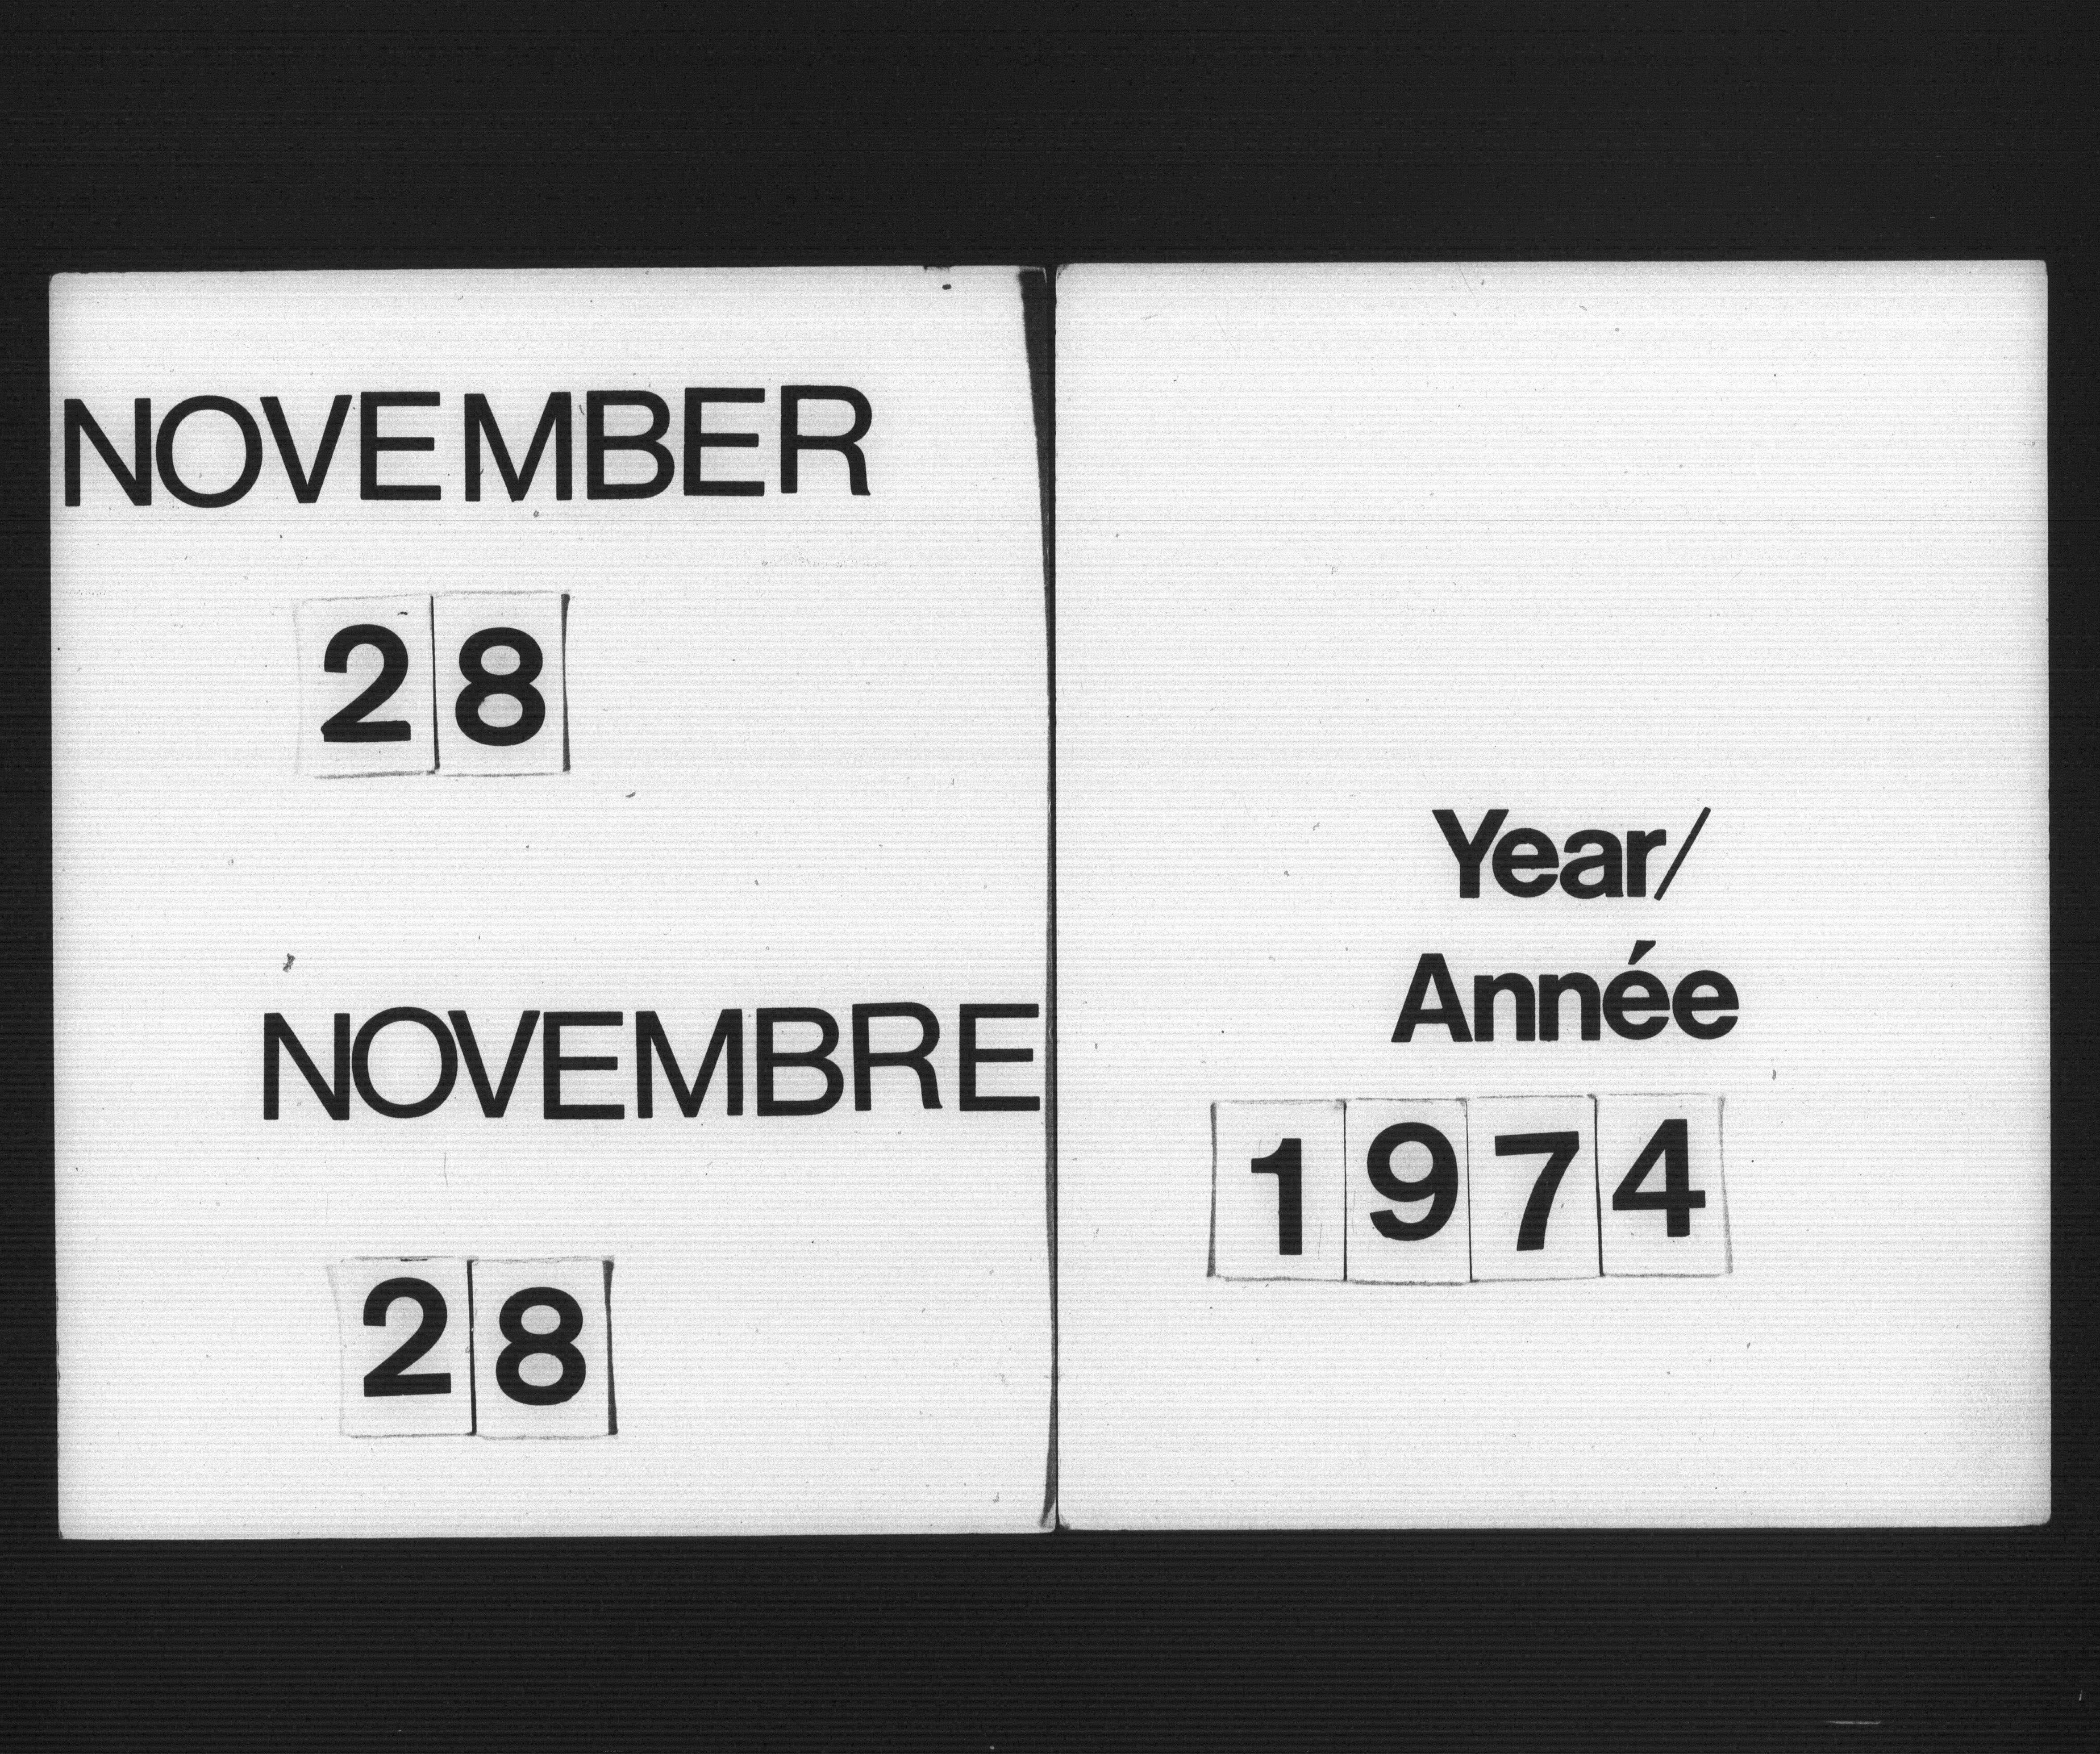 NOVEMBER
28
NOVEMBRE
28
Year/
Année
1974